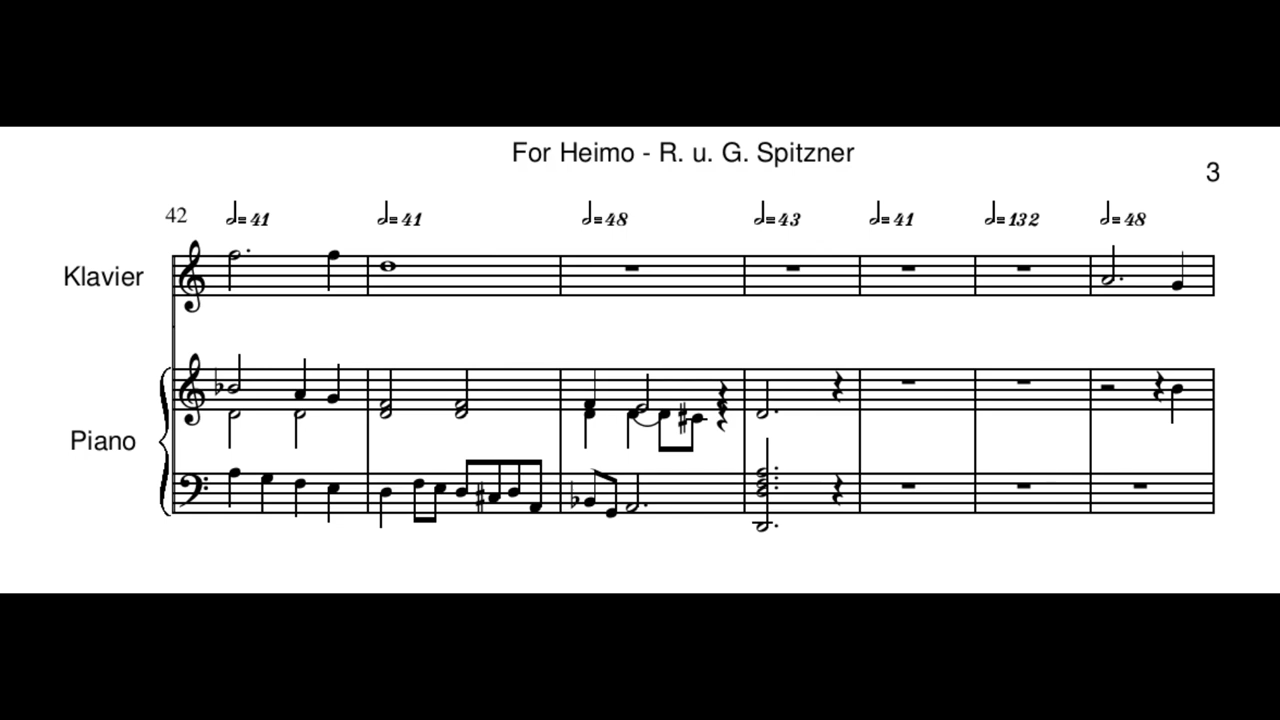 For Heimo - R. u. G. Spitzner
3
42 𝅗𝅥=41 𝅗𝅥=41 𝅗𝅥=48 𝅗𝅥=43 𝅗𝅥=41 𝅗𝅥=132 𝅗𝅥=48
Klavier
Piano